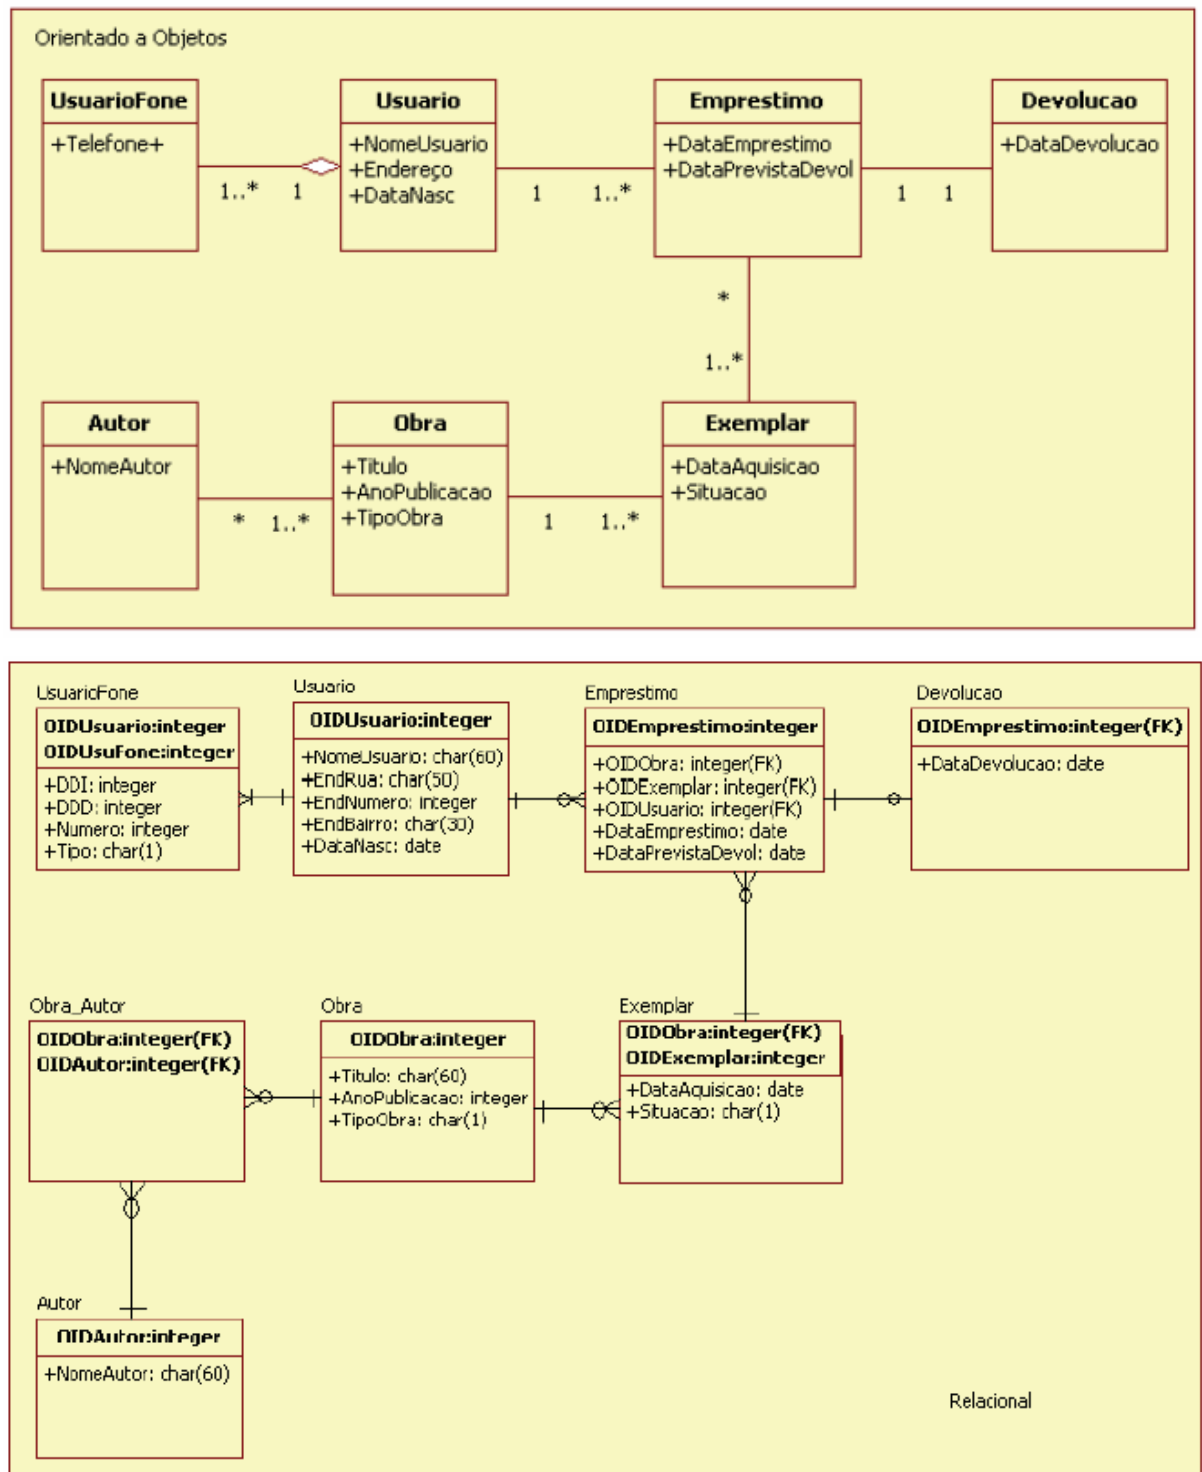 Orientado a Objetos
UsuarioFone
+Telefone+
Usuario
+NomeUsuario
+Endereço
+DataNasc
Emprestimo
+DataEmprestimo
+DataPrevistaDevol
Devolucao
+DataDevolucao
1..*
1
1
1..*
1
1
*
1..*
Autor
+NomeAutor
Obra
+Titulo
+AnoPublicacao
+TipoObra
Exemplar
+DataAquisicao
+Situacao
*
1..*
1
1..*
UsuarioFone
OIDUsuario:integer
OIDUsuFone:integer
+DDI: integer
+DDD: integer
+Numero: integer
+Tipo: char(1)
Usuario
OIDUsuario:integer
+NomeUsuario: char(60)
+EndRua: char(50)
+EndNumero: integer
+EndBairro: char(30)
+DataNasc: date
Emprestimo
OIDEmprestimo:integer
+OIDObra: integer(FK)
+OIDExemplar: integer(FK)
+OIDUsuario: integer(FK)
+DataEmprestimo: date
+DataPrevistaDevol: date
Devolucao
OIDEmprestimo:integer(FK)
+DataDevolucao: date
Obra_Autor
OIDObra:integer(FK)
OIDAutor:integer(FK)
Obra
OIDObra:integer
+Titulo: char(60)
+AnoPublicacao: integer
+TipoObra: char(1)
Exemplar
OIDObra:integer(FK)
OIDExemplar:integer
+DataAquisicao: date
+Situacao: char(1)
Autor
OIDAutor:integer
+NomeAutor: char(60)
Relacional